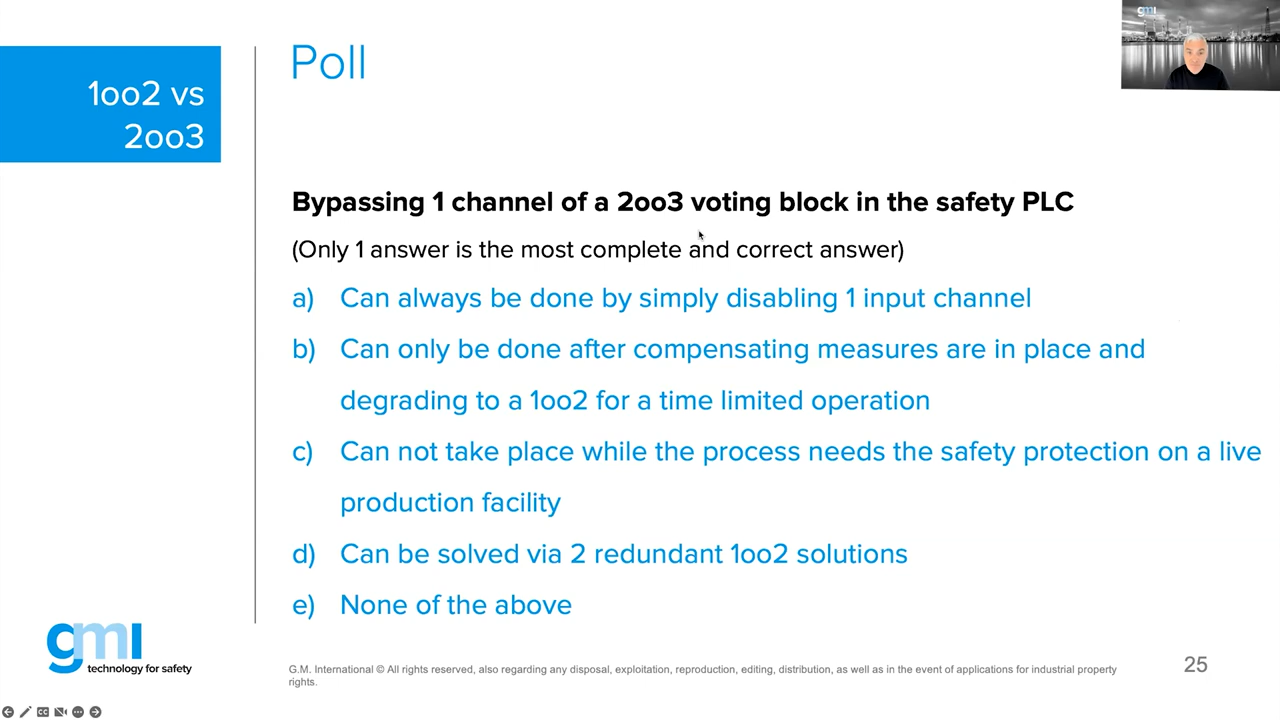 1oo2 vs
2oo3
Poll
gmi
Bypassing 1 channel of a 2oo3 voting block in the safety PLC
(Only 1 answer is the most complete and correct answer)
a) Can always be done by simply disabling 1 input channel
b) Can only be done after compensating measures are in place and
degrading to a 1oo2 for a time limited operation
c) Can not take place while the process needs the safety protection on a live
production facility
d) Can be solved via 2 redundant 1oo2 solutions
e) None of the above
gmi
technology for safety
G.M. International © All rights reserved, also regarding any disposal, exploitation, reproduction, editing, distribution, as well as in the event of applications for industrial property
rights.
25
CC